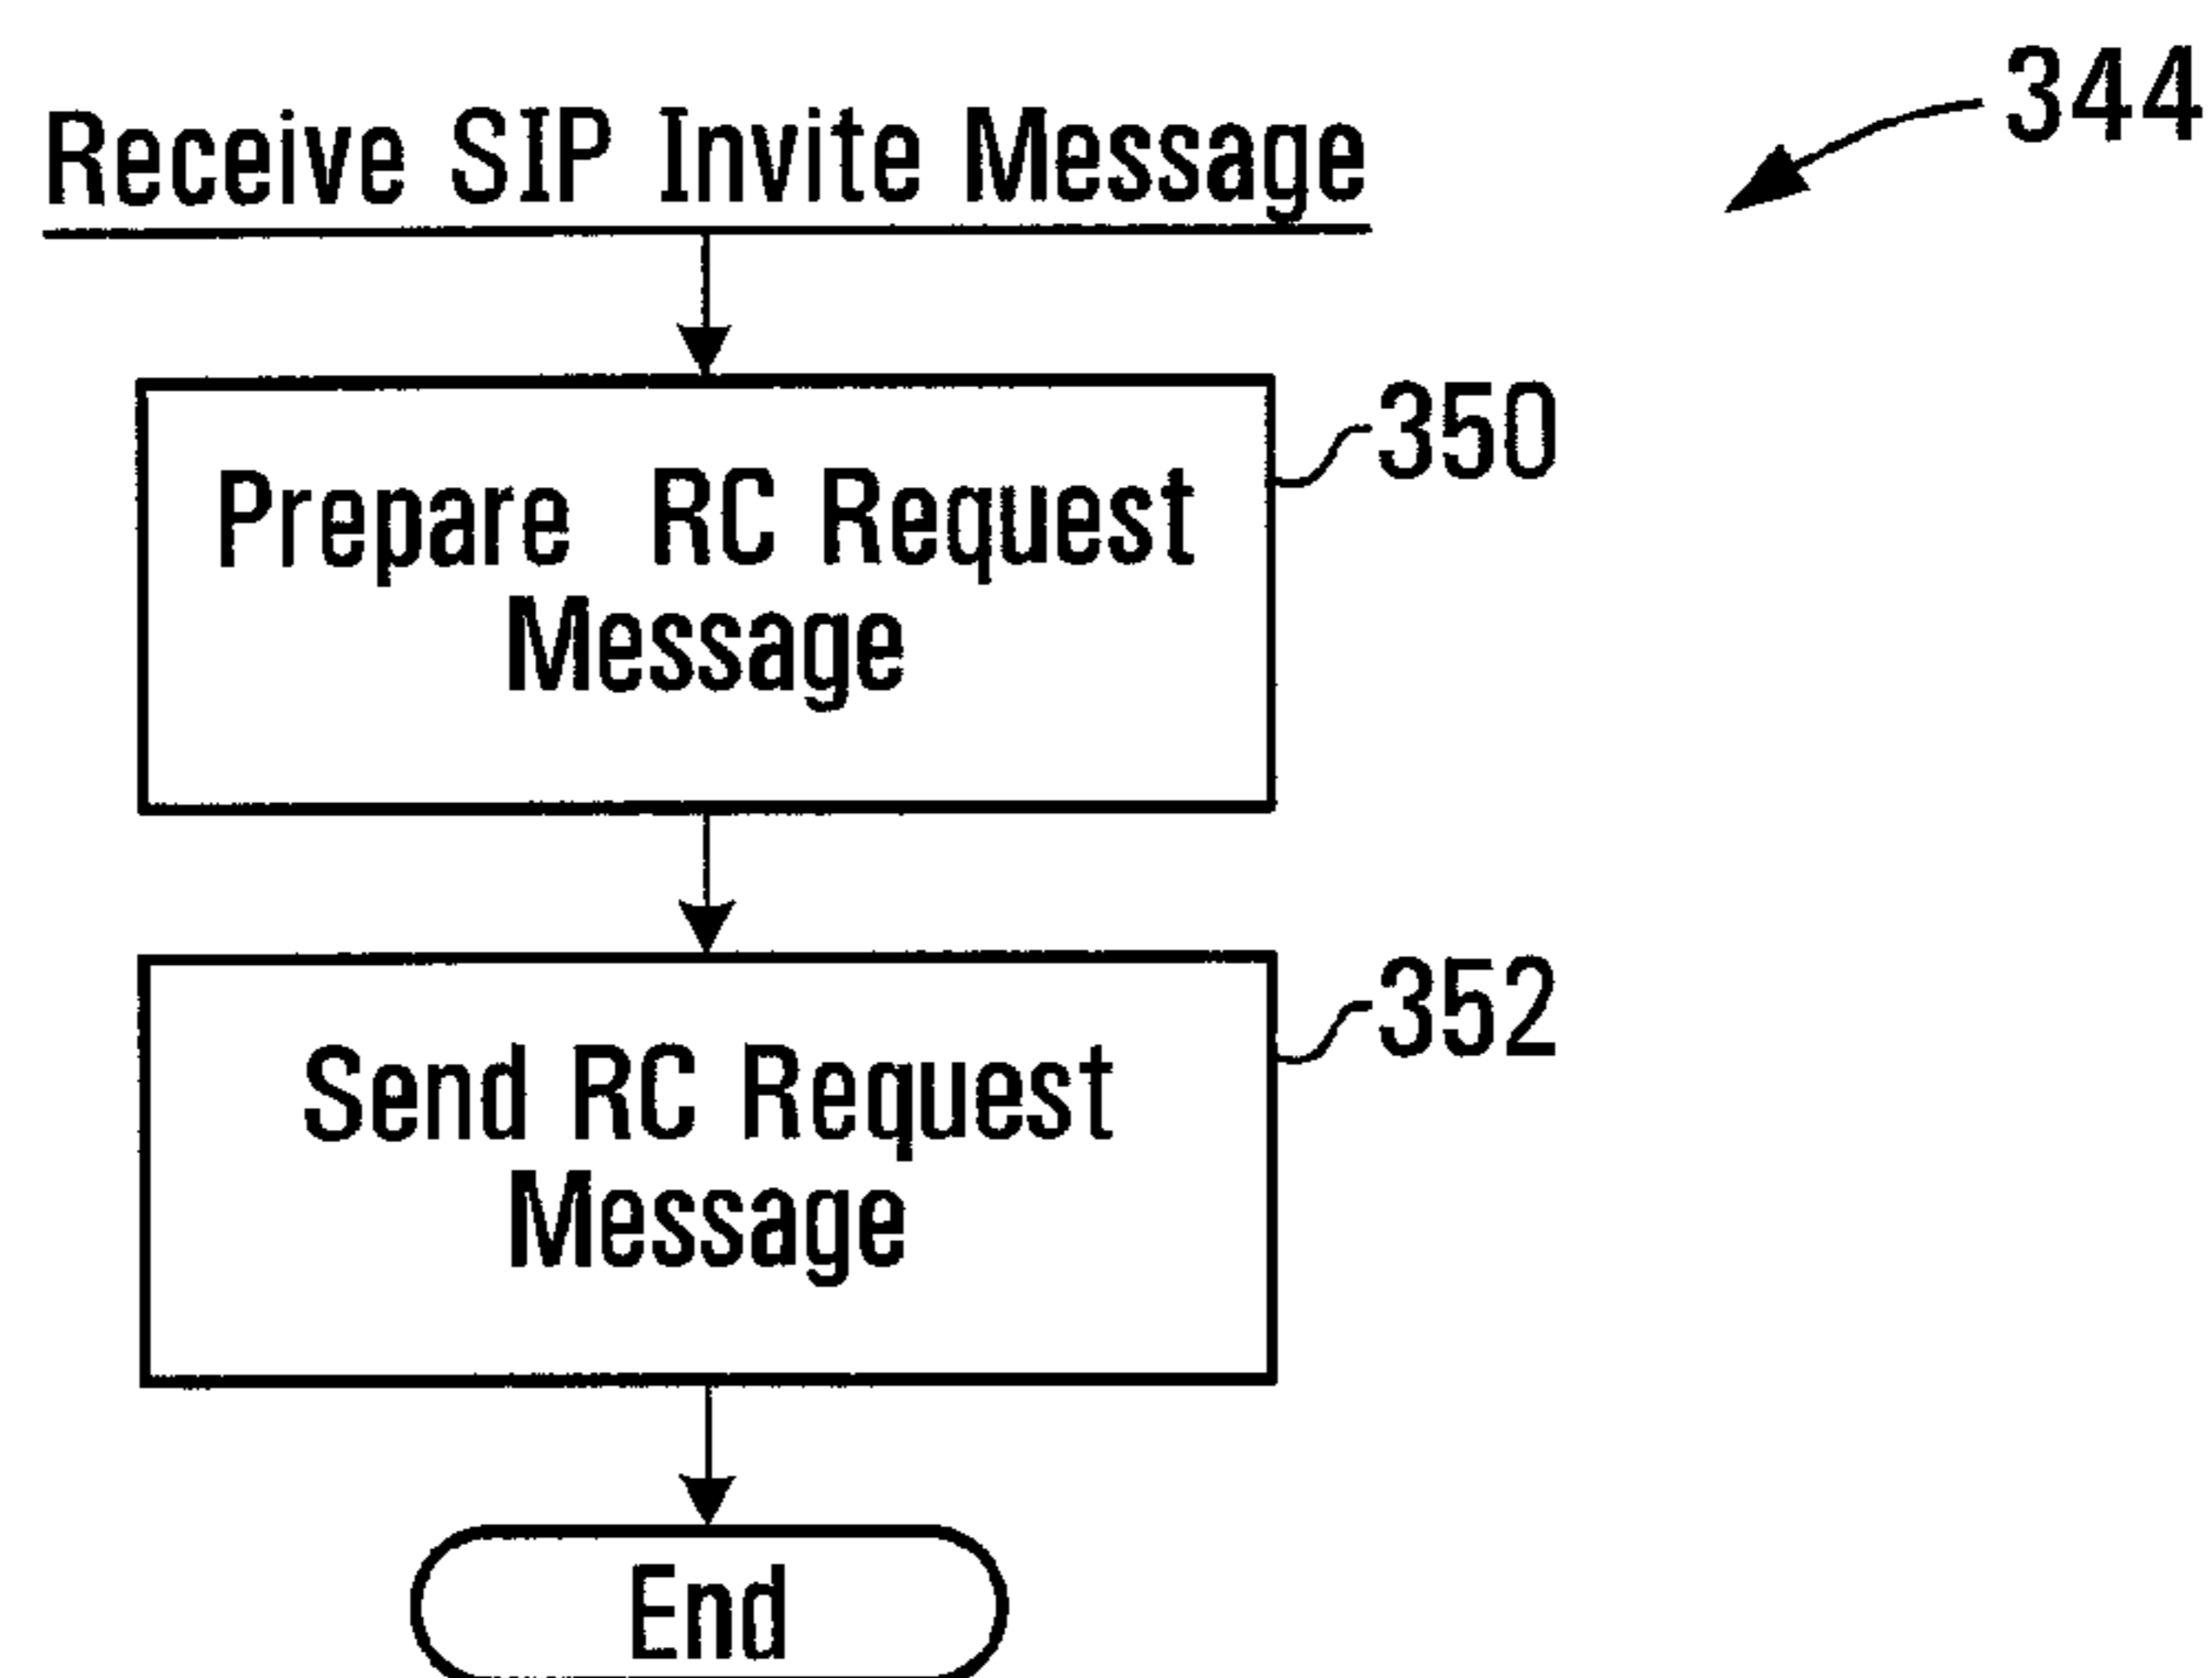 344
Receive SIP Invite Message
350
Prepare RC Request
Message
352
Send RC Request
Message
End